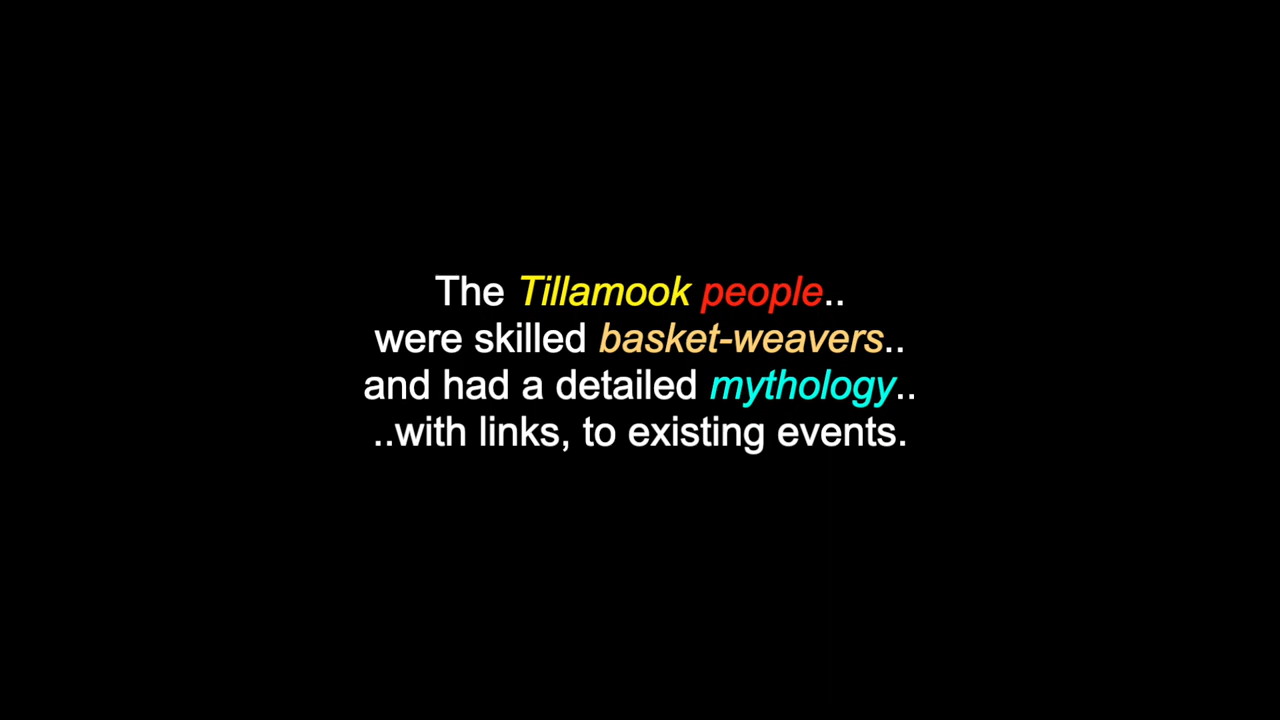 The Tillamook people..
were skilled basket-weavers..
and had a detailed mythology..
..with links, to existing events.